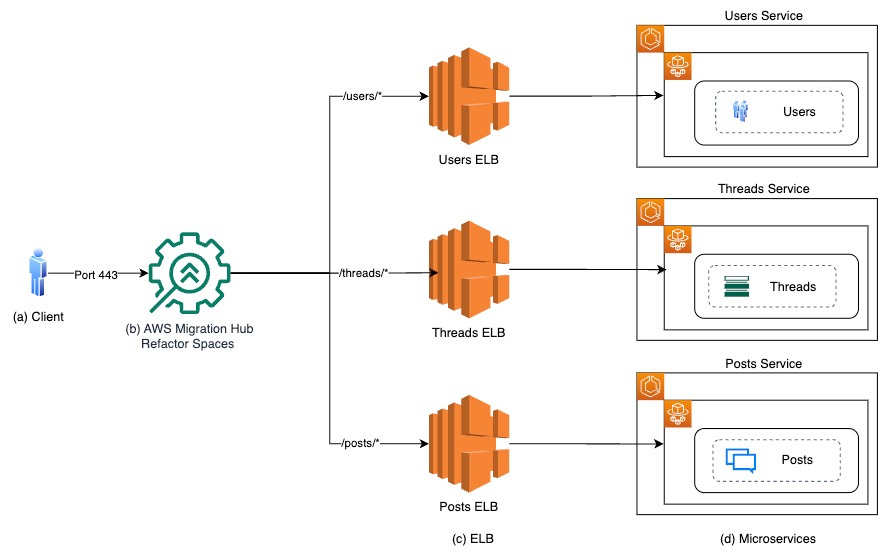 Users Service
/users/*
Users
Users ELB
Threads Service
Port 443
/threads/*
Threads
(a) Client
(b) AWS Migration Hub
Refactor Spaces
Threads ELB
Posts Service
/posts/*
Posts
Posts ELB
(c) ELB
(d) Microservices